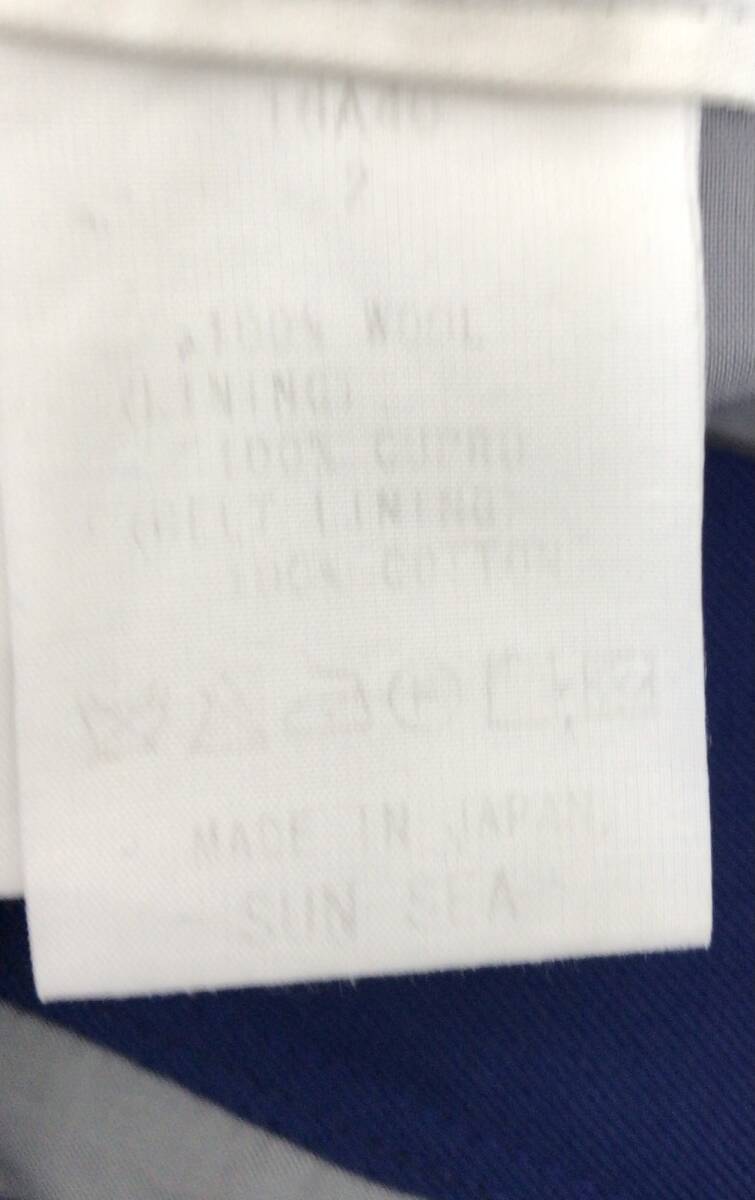 100% WOOL
(LINING)
100% CUPRO
(BELT LINING)
100% COTTON
MADE IN JAPAN
SUN SEA